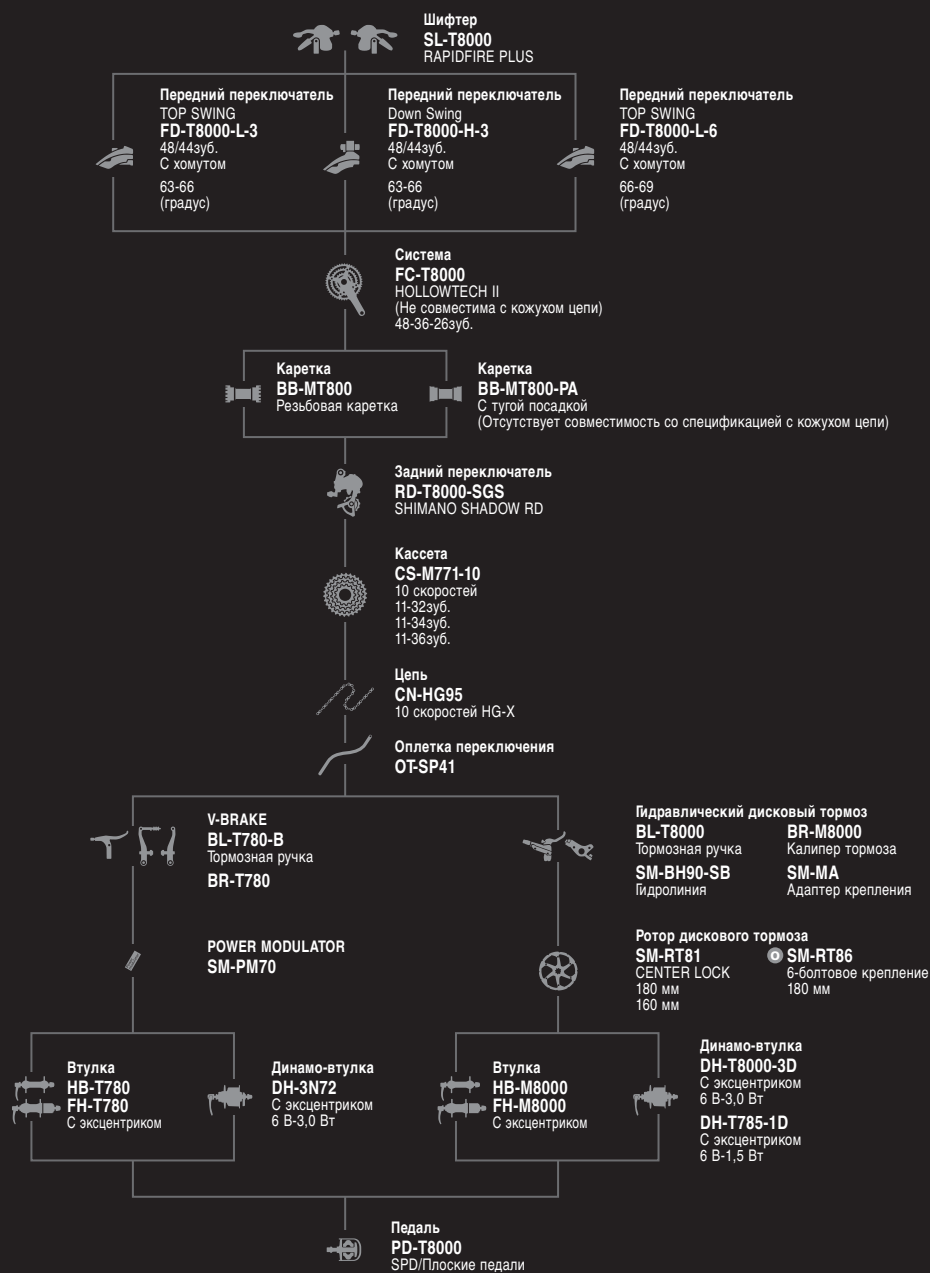 Шифтер
SL-T8000
RAPIDFIRE PLUS
Передний переключатель
TOP SWING
FD-T8000-L-3
48/44зуб.
С хомутом
63-66
(градус)
Передний переключатель
Down Swing
FD-T8000-H-3
48/44зуб.
С хомутом
63-66
(градус)
Передний переключатель
TOP SWING
FD-T8000-L-6
48/44зуб.
С хомутом
66-69
(градус)
Система
FC-T8000
HOLLOWTECH II
(Не совместима с кожухом цепи)
48-36-26зуб.
Каретка
BB-MT800
Резьбовая каретка
Каретка
BB-MT800-PA
С тугой посадкой
(Отсутствует совместимость со спецификацией с кожухом цепи)
Задний переключатель
RD-T8000-SGS
SHIMANO SHADOW RD
Кассета
CS-M771-10
10 скоростей
11-32зуб.
11-34зуб.
11-36зуб.
Цепь
CN-HG95
10 скоростей HG-X
Оплетка переключения
OT-SP41
V-BRAKE
BL-T780-B
Тормозная ручка
BR-T780
Гидравлический дисковый тормоз
BL-T8000
Тормозная ручка
BR-M8000
Калипер тормоза
SM-BH90-SB
Гидролиния
SM-MA
Адаптер крепления
POWER MODULATOR
SM-PM70
Ротор дискового тормоза
SM-RT81
CENTER LOCK
180 мм
160 мм
O SM-RT86
6-болтовое крепление
180 мм
Втулка
HB-T780
FH-T780
С эксцентриком
Динамо-втулка
DH-3N72
С эксцентриком
6 В-3,0 Вт
Втулка
HB-M8000
FH-M8000
С эксцентриком
Динамо-втулка
DH-T8000-3D
С эксцентриком
6 В-3,0 Вт
DH-T785-1D
С эксцентриком
6 В-1,5 Вт
Педаль
PD-T8000
SPD/Плоские педали